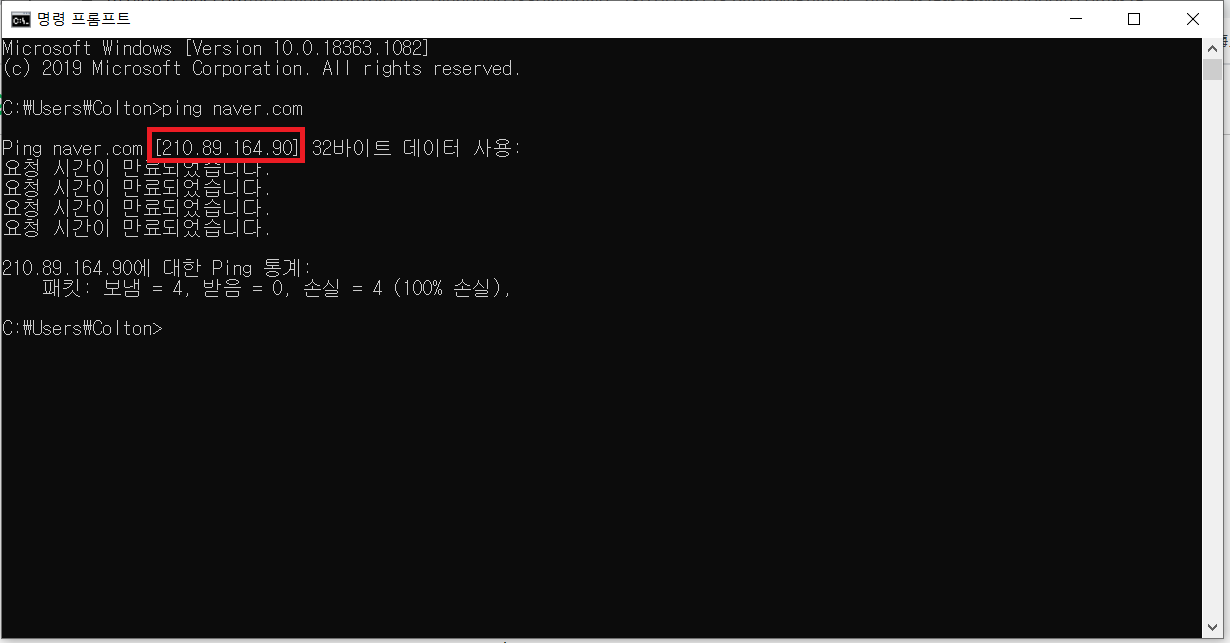 명령 프롬프트
Microsoft Windows [Version 10.0.18363.1082]
(c) 2019 Microsoft Corporation. All rights reserved.
C:₩Users₩Colton>ping naver.com
Ping naver.com [210.89.164.90] 32바이트 데이터 사용:
요청 시간이 만료되었습니다.
요청 시간이 만료되었습니다.
요청 시간이 만료되었습니다.
요청 시간이 만료되었습니다.
210.89.164.90에 대한 Ping 통계:
패킷: 보냄 = 4, 받음 = 0, 손실 = 4 (100% 손실),
C:₩Users₩Colton>